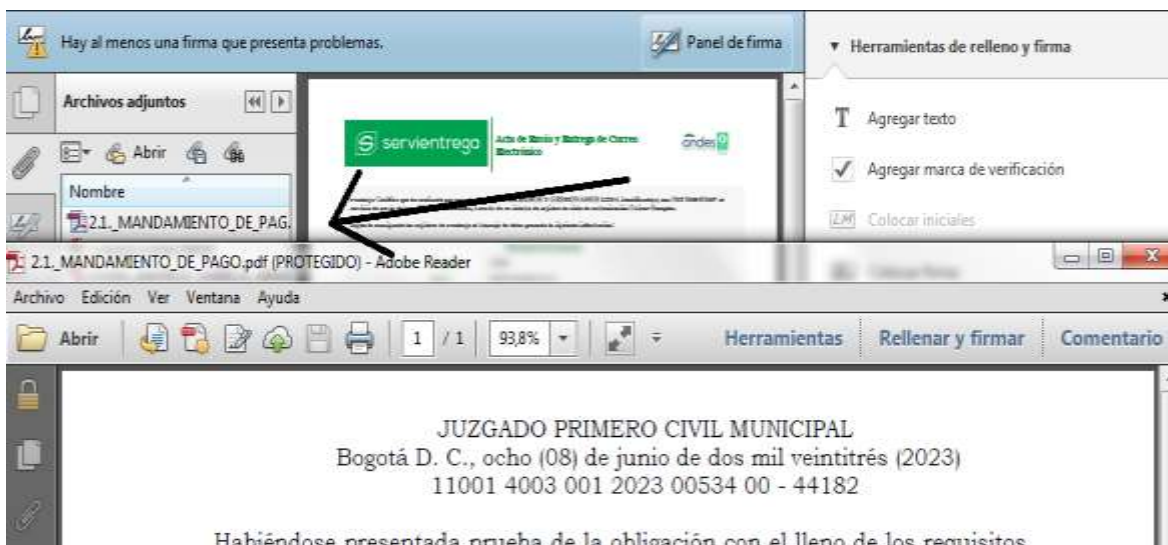 Hay al menos una firma que presenta problemas.
Panel de firma
Herramientas de relleno y firma
Archivos adjuntos
Abrir
Nombre
2.1._MANDAMIENTO_DE_PAG.
servientrega
Acta de Envío y Entrega de Correo
Electrónico
andes
T Agregar texto
Agregar marca de verificación
Colocar iniciales
2.1._MANDAMIENTO_DE_PAGO.pdf (PROTEGIDO) - Adobe Reader
Archivo Edición Ver Ventana Ayuda
Abrir 1 / 1 93,8% Herramientas Rellenar y firmar Comentario
JUZGADO PRIMERO CIVIL MUNICIPAL
Bogotá D. C., ocho (08) de junio de dos mil veintitrés (2023)
11001 4003 001 2023 00534 00 - 44182
Habiéndose presentada prueba de la obligación con el lleno de los requisitos